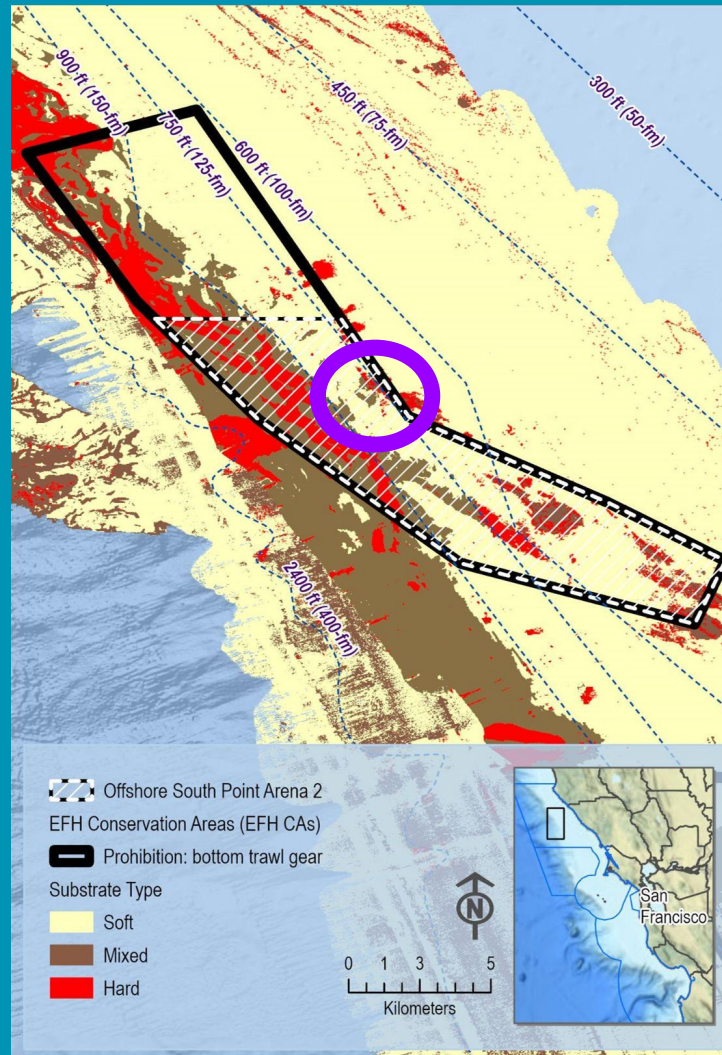 900 ft (150-fm)
750 ft (125-fm)
600 ft (100-fm)
450 ft (75-fm)
300 ft (50-fm)
2400 ft (400-fm)
Offshore South Point Arena 2
EFH Conservation Areas (EFH CAs)
Prohibition: bottom trawl gear
Substrate Type
Soft
Mixed
Hard
N
0 1 3 5
Kilometers
San
Francisco